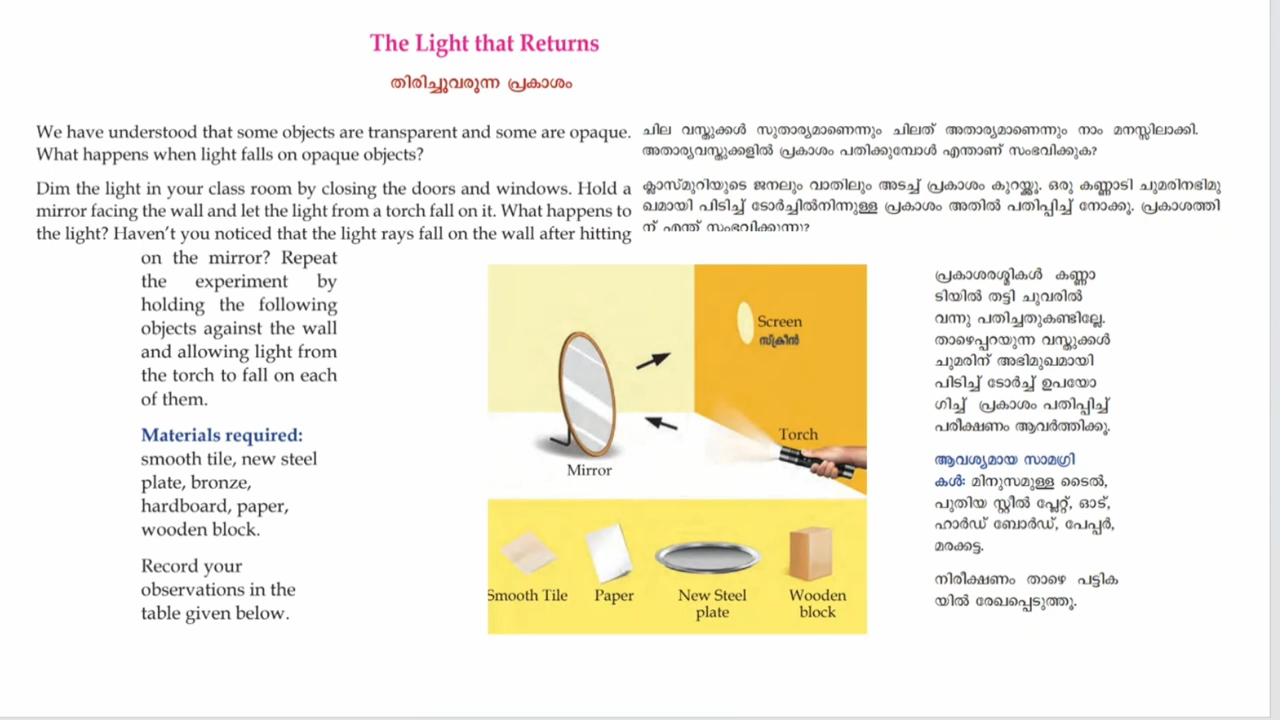 The Light that Returns
തിരിച്ചുവരുന്ന പ്രകാശം
We have understood that some objects are transparent and some are opaque.
What happens when light falls on opaque objects?
Dim the light in your class room by closing the doors and windows. Hold a
mirror facing the wall and let the light from a torch fall on it. What happens to
the light? Haven't you noticed that the light rays fall on the wall after hitting
on the mirror? Repeat
the experiment by
holding the following
objects against the wall
and allowing light from
the torch to fall on each
of them.
Materials required:
smooth tile, new steel
plate, bronze,
hardboard, paper,
wooden block.
Record your
observations in the
table given below.
ചില വസ്തുക്കൾ സുതാര്യമാണെന്നും ചിലത് അതാര്യമാണെന്നും നാം മനസ്സിലാക്കി.
അതാര്യവസ്തുക്കളിൽ പ്രകാശം പതിക്കുമ്പോൾ എന്താണ് സംഭവിക്കുക?
ക്ലാസ്മുറിയുടെ ജനലും വാതിലും അടച്ച് പ്രകാശം കുറയ്ക്കൂ. ഒരു കണ്ണാടി ചുമരിനഭിമു
ഖമായി പിടിച്ച് ടോർച്ചിൽനിന്നുള്ള പ്രകാശം അതിൽ പതിപ്പിച്ച് നോക്കൂ. പ്രകാശത്തി
ന് എന്ത് സംഭവിക്കുന്നു?
Screen
സ്ക്രീൻ
Torch
Mirror
Smooth Tile
Paper
New Steel
plate
Wooden
block
പ്രകാശരശ്മികൾ കണ്ണാ
ടിയിൽ തട്ടി ചുവരിൽ
വന്നു പതിച്ചതുകണ്ടില്ലേ.
താഴെപ്പറയുന്ന വസ്തുക്കൾ
ചുമരിന് അഭിമുഖമായി
പിടിച്ച് ടോർച്ച് ഉപയോ
ഗിച്ച് പ്രകാശം പതിപ്പിച്ച്
പരീക്ഷണം ആവർത്തിക്കൂ.
ആവശ്യമായ സാമഗ്രി
കൾ: മിനുസമുള്ള ടൈൽ,
പുതിയ സ്റ്റീൽ പ്ലേറ്റ്, ഓട്,
ഹാർഡ് ബോർഡ്, പേപ്പർ,
മരക്കട്ട.
നിരീക്ഷണം താഴെ പട്ടിക
യിൽ രേഖപ്പെടുത്തൂ.